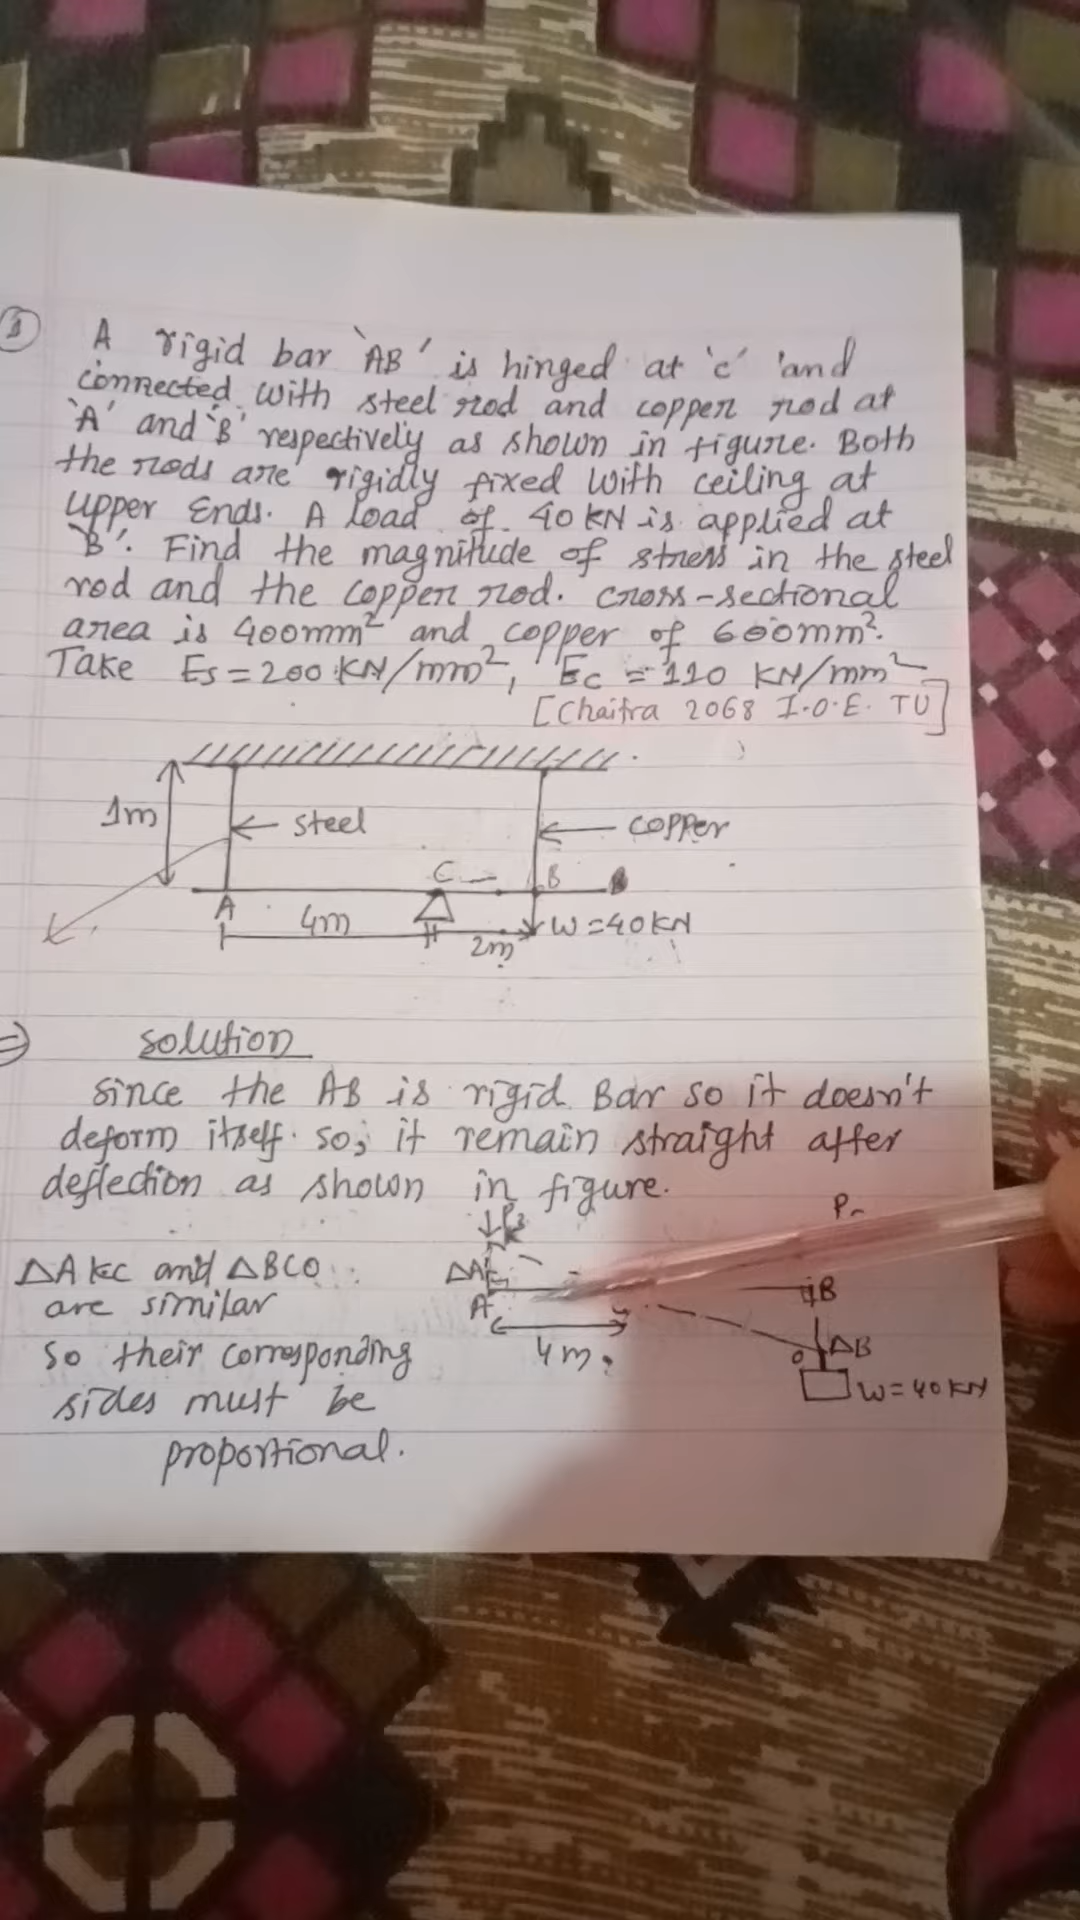 1
A rigid bar `AB' is hinged at 'c' 'and
connected with steel rod and copper rod at
`A' and `B' respectively as shown in figure. Both
the rods are rigidly fixed with ceiling at
upper Ends. A load of 40 KN is applied at
`B'. Find the magnitude of stress in the steel
rod and the copper rod. cross-sectional
area is 400mm² and copper of 600mm².
Take Es = 200 KN/mm², Ec = 110 KN/mm²
[Chaitra 2068 I.O.E. TU]
1m
steel
copper
C
B
A
4m
2m
W=40KN
=) solution
Since the AB is rigid Bar so it doesn't
deform itself. so; it remain straight after
deflection as shown in figure.
ΔAKC and ΔBCO
are similar
so their corresponding
sides must be
proportional.
ΔA
A
4m
B
ΔB
o
W=40KN